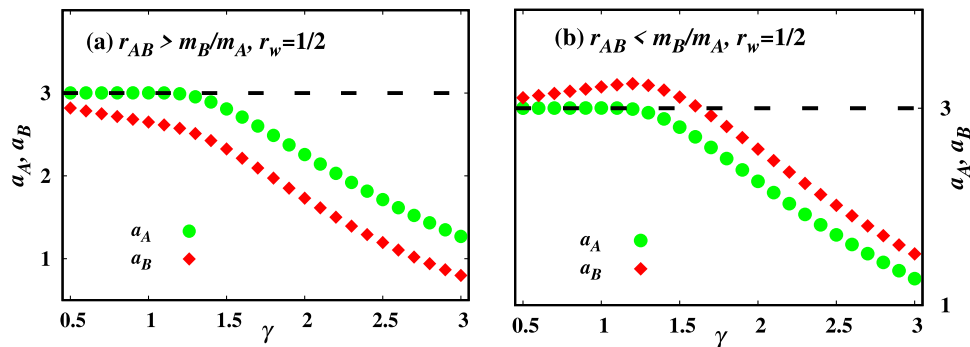 (a) r_AB > m_B/m_A, r_w=1/2
a_A, a_B
3
2
1
a_A
a_B
0.5 1 1.5 2 2.5 3
γ
(b) r_AB < m_B/m_A, r_w=1/2
3
1
a_A, a_B
a_A
a_B
0.5 1 1.5 2 2.5 3
γ